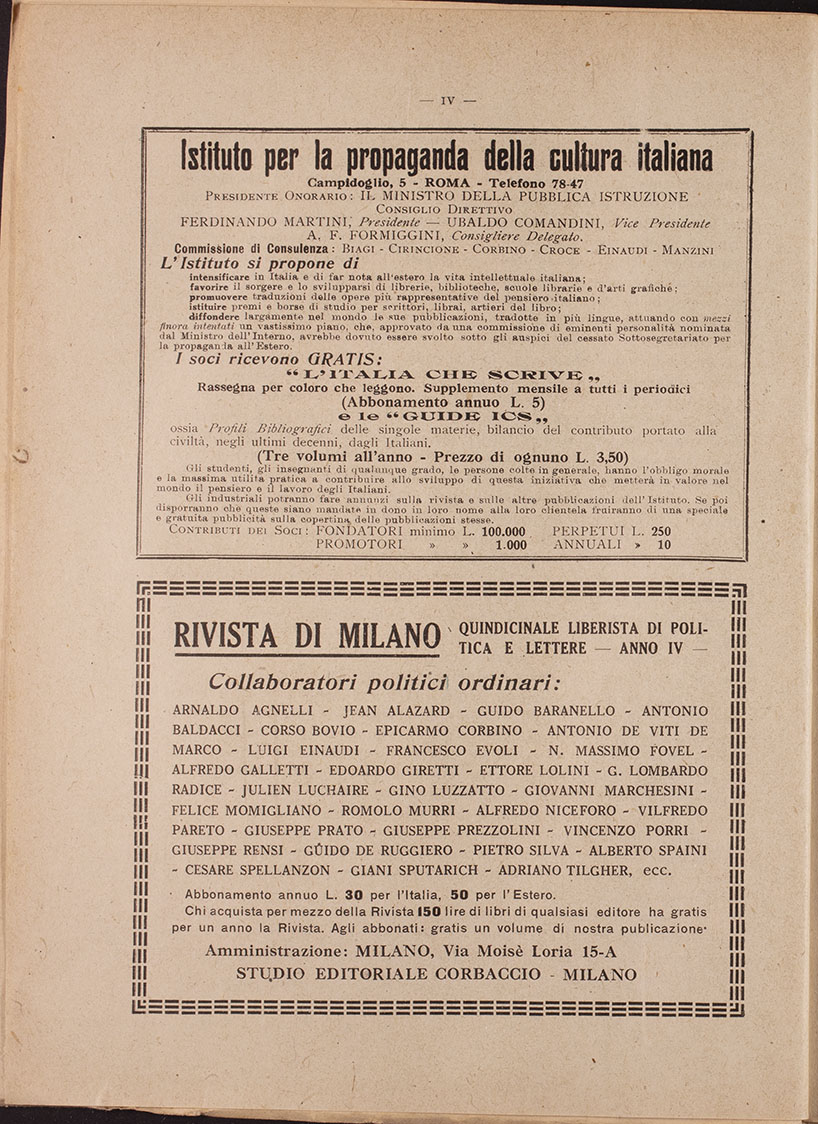 — IV —
Istituto per la propaganda della cultura italiana
Campidoglio, 5 - ROMA - Telefono 78-47
PRESIDENTE ONORARIO: IL MINISTRO DELLA PUBBLICA ISTRUZIONE
CONSIGLIO DIRETTIVO
FERDINANDO MARTINI, Presidente — UBALDO COMANDINI, Vice Presidente
A. F. FORMIGGINI, Consigliere Delegato.
Commissione di Consulenza: BIAGI - CIRINCIONE - CORBINO - CROCE - EINAUDI - MANZINI
L'Istituto si propone di
intensificare in Italia e di far nota all'estero la vita intellettuale italiana;
favorire il sorgere e lo svilupparsi di librerie, biblioteche, scuole librarie e d'arti grafiché;
promuovere traduzioni delle opere più rappresentative del pensiero italiano;
istituire premi e borse di studio per scrittori, librai, artieri del libro;
diffondere largamente nel mondo le sue pubblicazioni, tradotte in più lingue, attuando con mezzi
finora intentati un vastissimo piano, che, approvato da una commissione di eminenti personalità nominata
dal Ministro dell'Interno, avrebbe dovuto essere svolto sotto gli auspici del cessato Sottosegretariato per
la propaganda all'Estero.
I soci ricevono GRATIS:
“ L'ITALIA CHE SCRIVE „
Rassegna per coloro che leggono. Supplemento mensile a tutti i periodici
(Abbonamento annuo L. 5)
e le “ GUIDE ICS „
ossia Profili Bibliografici delle singole materie, bilancio del contributo portato alla
civiltà, negli ultimi decenni, dagli Italiani.
(Tre volumi all'anno - Prezzo di ognuno L. 3,50)
Gli studenti, gli insegnanti di qualunque grado, le persone colte in generale, hanno l'obbligo morale
e la massima utilità pratica a contribuire allo sviluppo di questa iniziativa che metterà in valore nel
mondo il pensiero e il lavoro degli Italiani.
Gli industriali potranno fare annunzi sulla rivista e sulle altre pubblicazioni dell'Istituto. Se poi
disporranno che queste siano mandate in dono in loro nome alla loro clientela fruiranno di una speciale
e gratuita pubblicità sulla copertina delle pubblicazioni stesse.
CONTRIBUTI DEI SOCI: FONDATORI minimo L. 100.000 PERPETUI L. 250
PROMOTORI » » 1.000 ANNUALI » 10
RIVISTA DI MILANO QUINDICINALE LIBERISTA DI POLI-
TICA E LETTERE — ANNO IV —
Collaboratori politici ordinari:
ARNALDO AGNELLI - JEAN ALAZARD - GUIDO BARANELLO - ANTONIO
BALDACCI - CORSO BOVIO - EPICARMO CORBINO - ANTONIO DE VITI DE
MARCO - LUIGI EINAUDI - FRANCESCO EVOLI - N. MASSIMO FOVEL -
ALFREDO GALLETTI - EDOARDO GIRETTI - ETTORE LOLINI - G. LOMBARDO
RADICE - JULIEN LUCHAIRE - GINO LUZZATTO - GIOVANNI MARCHESINI -
FELICE MOMIGLIANO - ROMOLO MURRI - ALFREDO NICEFORO - VILFREDO
PARETO - GIUSEPPE PRATO - GIUSEPPE PREZZOLINI - VINCENZO PORRI -
GIUSEPPE RENSI - GUIDO DE RUGGIERO - PIETRO SILVA - ALBERTO SPAINI
- CESARE SPELLANZON - GIANI SPUTARICH - ADRIANO TILGHER, ecc.
Abbonamento annuo L. 30 per l'Italia, 50 per l'Estero.
Chi acquista per mezzo della Rivista 150 lire di libri di qualsiasi editore ha gratis
per un anno la Rivista. Agli abbonati: gratis un volume di nostra pubblicazione.
Amministrazione: MILANO, Via Moisè Loria 15-A
STUDIO EDITORIALE CORBACCIO - MILANO